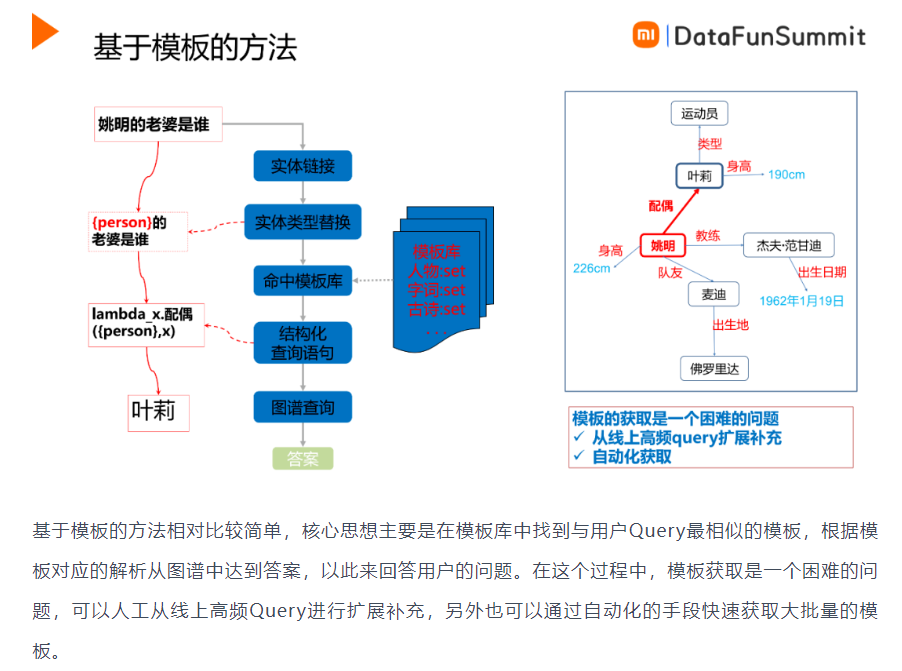 基于模板的方法
mi
DataFunSummit
姚明的老婆是谁
{person}的
老婆是谁
lambda_x.配偶
({person},x)
叶莉
实体链接
实体类型替换
命中模板库
结构化
查询语句
图谱查询
答案
模板库
人物:set
字词:set
古诗:set
...
运动员
类型
叶莉
身高
190cm
配偶
姚明
教练
杰夫·范甘迪
身高
226cm
队友
出生日期
1962年1月19日
麦迪
出生地
佛罗里达
模板的获取是一个困难的问题
✓ 从线上高频query扩展补充
✓ 自动化获取
基于模板的方法相对比较简单，核心思想主要是在模板库中找到与用户Query最相似的模板，根据模
板对应的解析从图谱中达到答案，以此来回答用户的问题。在这个过程中，模板获取是一个困难的问
题，可以人工从线上高频Query进行扩展补充，另外也可以通过自动化的手段快速获取大批量的模
板。